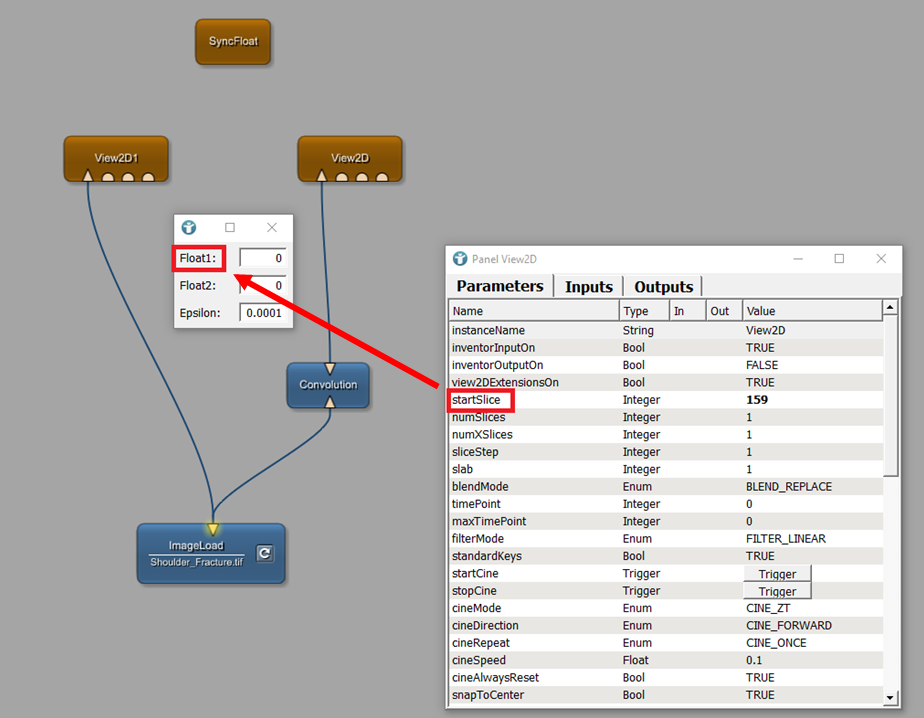 SyncFloat
View2D1
View2D
Float1: 0
Float2: 0
Epsilon: 0.0001
Convolution
ImageLoad
Shoulder_Fracture.tif
Panel View2D
Parameters Inputs Outputs
Name Type In Out Value
instanceName String View2D
inventorInputOn Bool TRUE
inventorOutputOn Bool FALSE
view2DExtensionsOn Bool TRUE
startSlice Integer 159
numSlices Integer 1
numXSlices Integer 1
sliceStep Integer 1
slab Integer 1
blendMode Enum BLEND_REPLACE
timePoint Integer 0
maxTimePoint Integer 0
filterMode Enum FILTER_LINEAR
standardKeys Bool TRUE
startCine Trigger Trigger
stopCine Trigger Trigger
cineMode Enum CINE_ZT
cineDirection Enum CINE_FORWARD
cineRepeat Enum CINE_ONCE
cineSpeed Float 0.1
cineAlwaysReset Bool TRUE
snapToCenter Bool TRUE